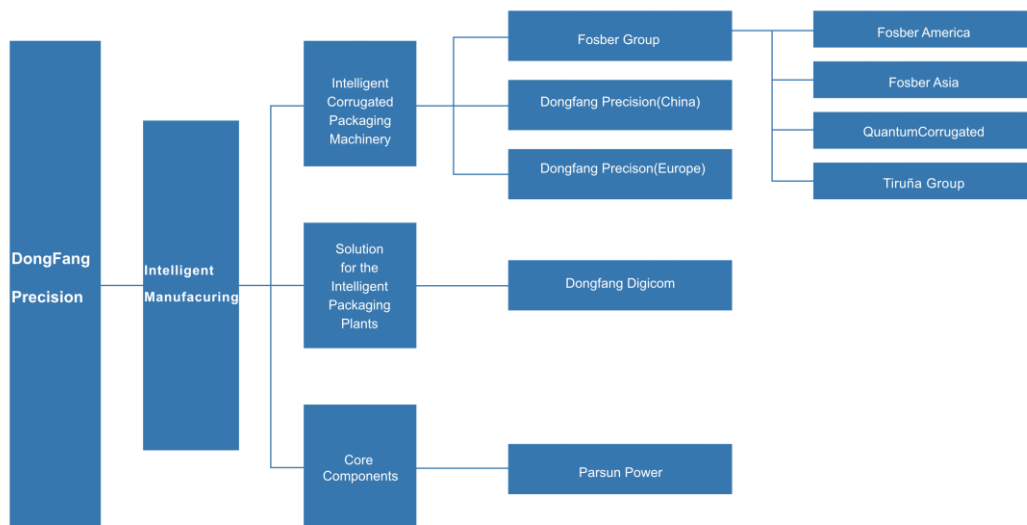 DongFang
Precision
Intelligent
Manufacuring
Intelligent
Corrugated
Packaging
Machinery
Fosber Group
Dongfang Precision(China)
Dongfang Precison(Europe)
Fosber America
Fosber Asia
QuantumCorrugated
Tiruña Group
Solution
for the
Intelligent
Packaging
Plants
Dongfang Digicom
Core
Components
Parsun Power